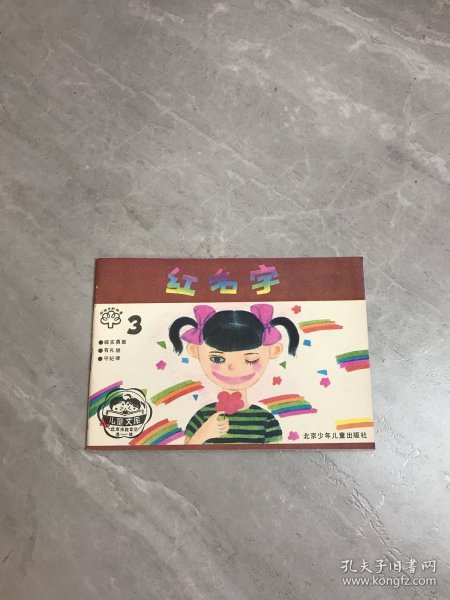 红名字
3
●诚实勇敢
●有礼貌
●守纪律
儿童文库
北京少年儿童出版社
孔夫子旧书网
www.kongfz.com